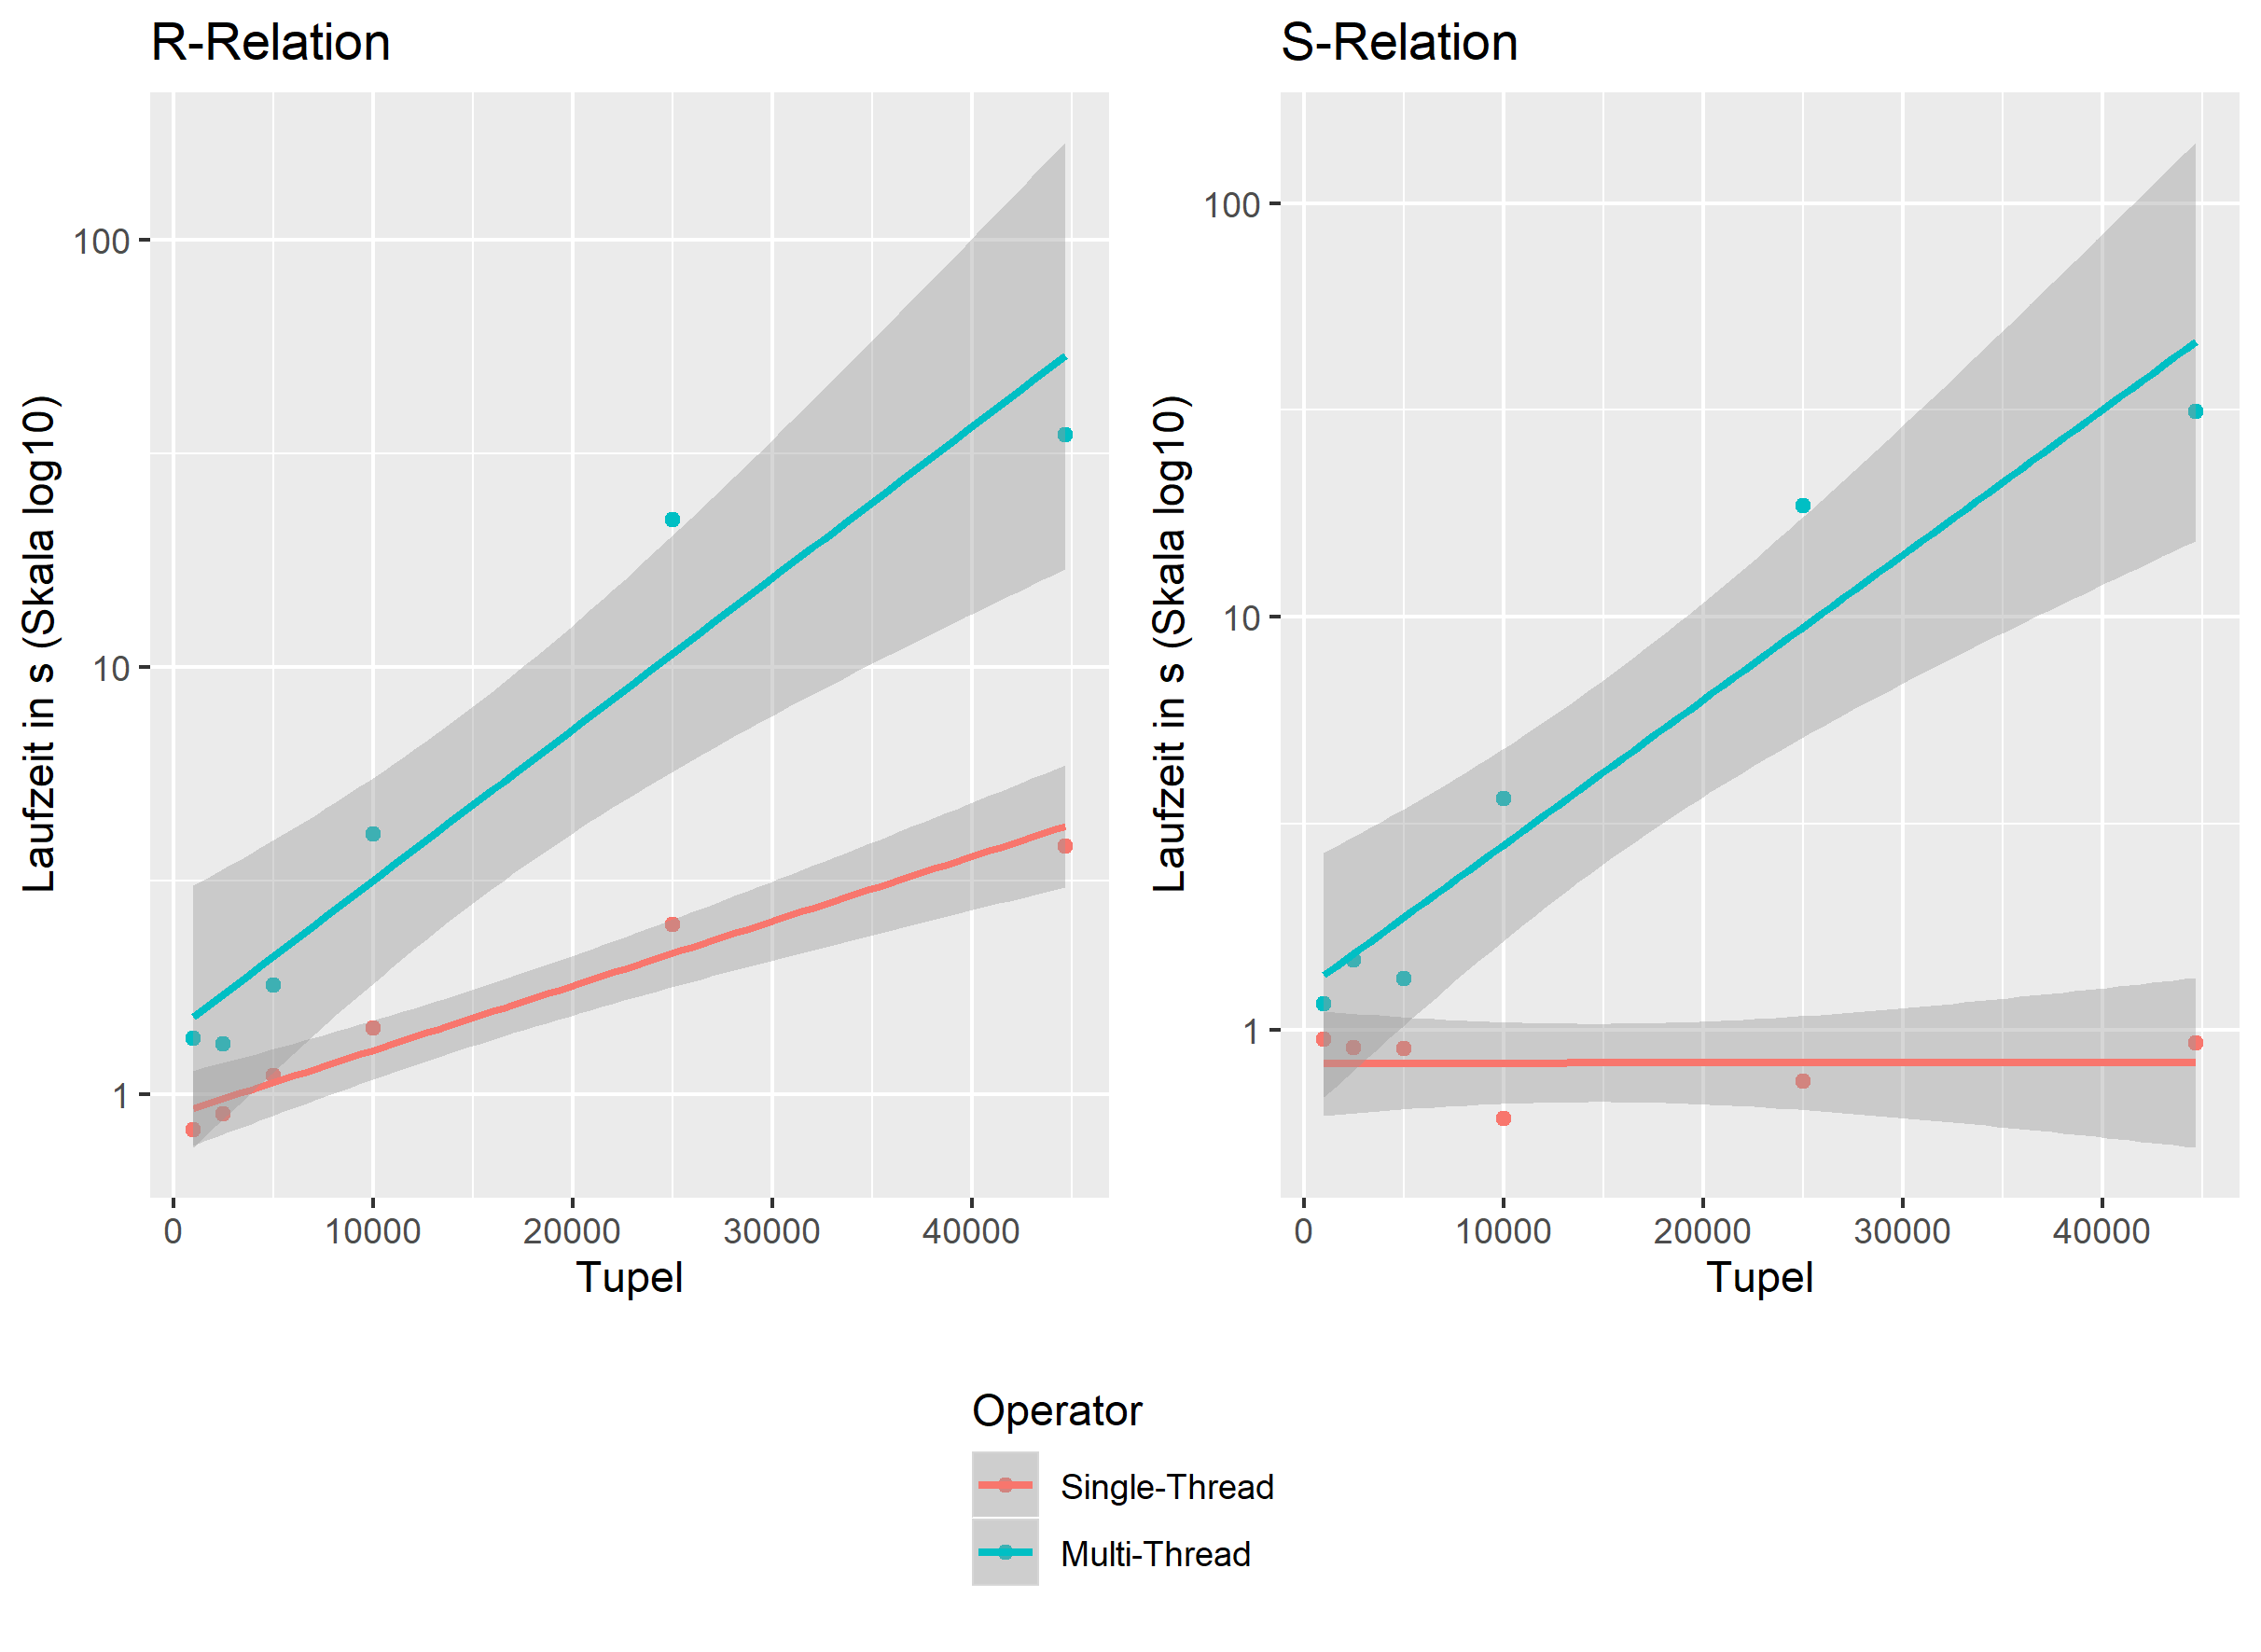 R-Relation
Laufzeit in s (Skala log10)
100
10
1
0 10000 20000 30000 40000
Tupel
S-Relation
Laufzeit in s (Skala log10)
100
10
1
0 10000 20000 30000 40000
Tupel
Operator
Single-Thread
Multi-Thread